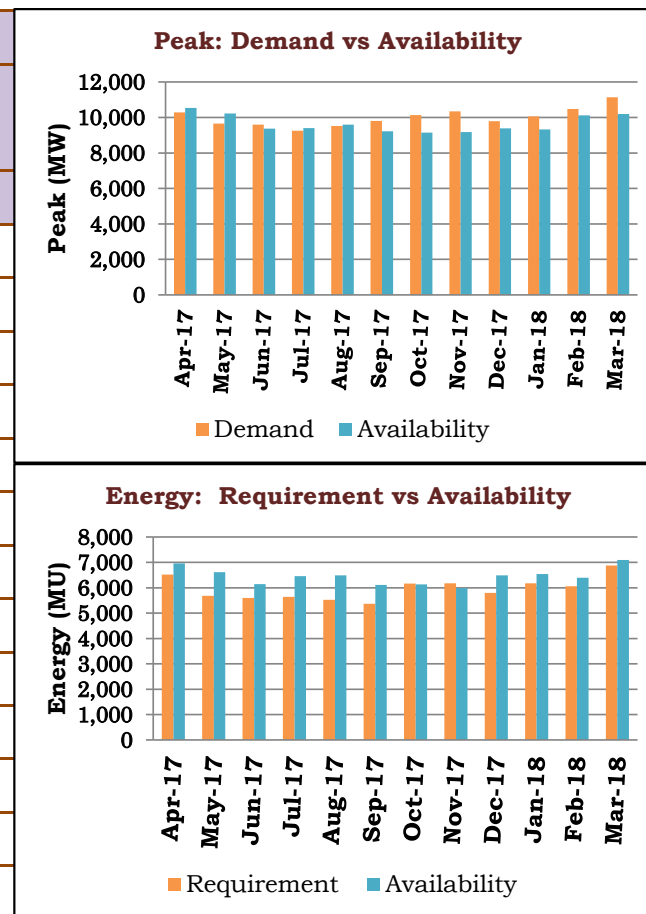 Peak: Demand vs Availability
12,000
10,000
8,000
6,000
4,000
2,000
0
Peak (MW)
Apr-17
May-17
Jun-17
Jul-17
Aug-17
Sep-17
Oct-17
Nov-17
Dec-17
Jan-18
Feb-18
Mar-18
Demand Availability
Energy: Requirement vs Availability
8,000
7,000
6,000
5,000
4,000
3,000
2,000
1,000
0
Energy (MU)
Apr-17
May-17
Jun-17
Jul-17
Aug-17
Sep-17
Oct-17
Nov-17
Dec-17
Jan-18
Feb-18
Mar-18
Requirement Availability